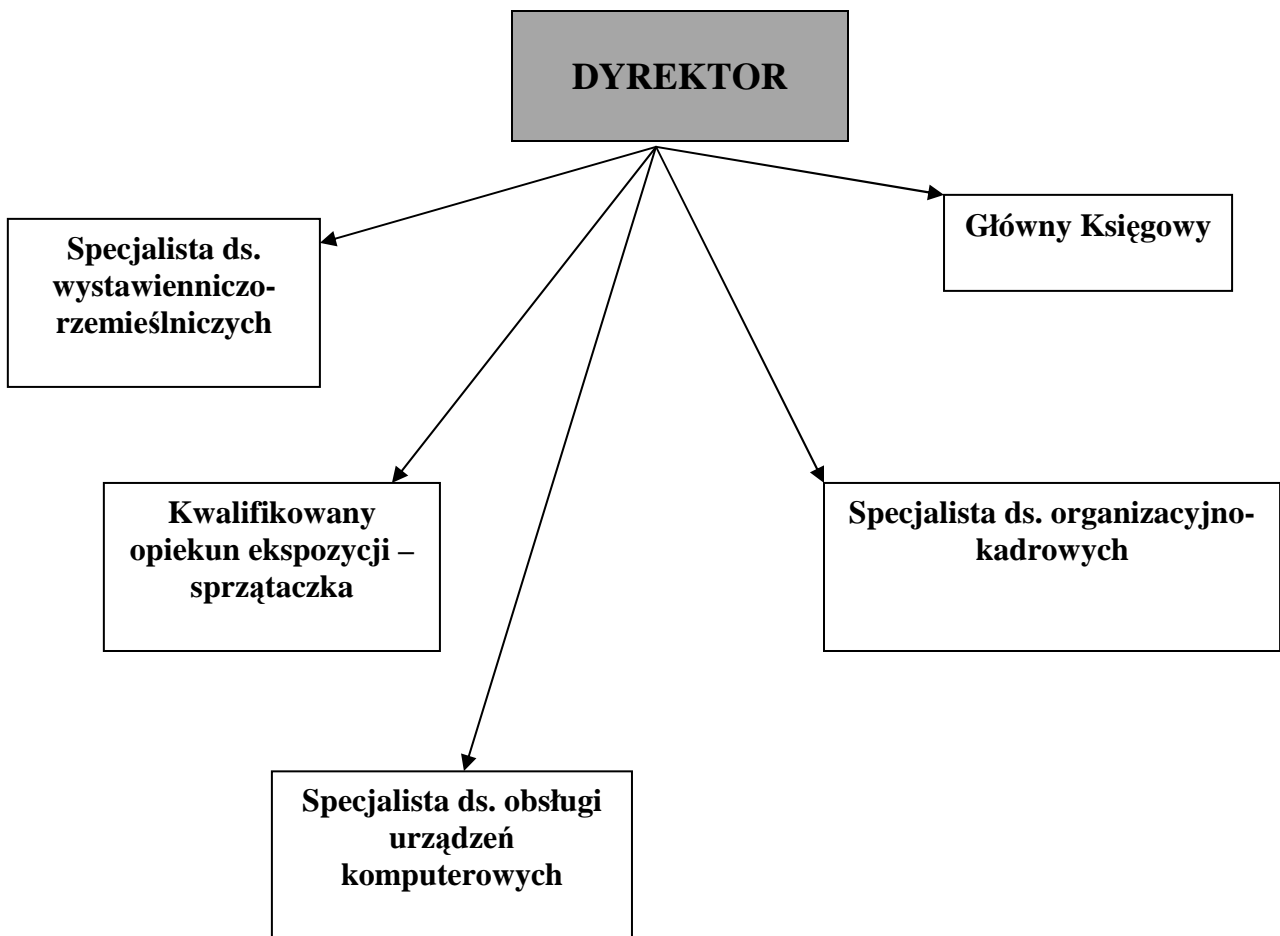 DYREKTOR
Główny Księgowy
Specjalista ds.
wystawienniczo-
rzemieślniczych
Kwalifikowany
opiekun ekspozycji –
sprzątaczka
Specjalista ds. organizacyjno-
kadrowych
Specjalista ds. obsługi
urządzeń
komputerowych